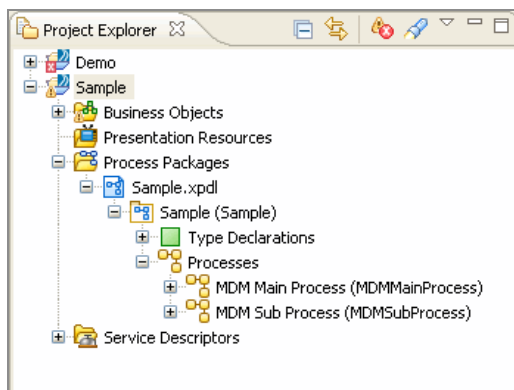 Project Explorer
Demo
Sample
Business Objects
Presentation Resources
Process Packages
Sample.xpdl
Sample (Sample)
Type Declarations
Processes
MDM Main Process (MDMMainProcess)
MDM Sub Process (MDMSubProcess)
Service Descriptors